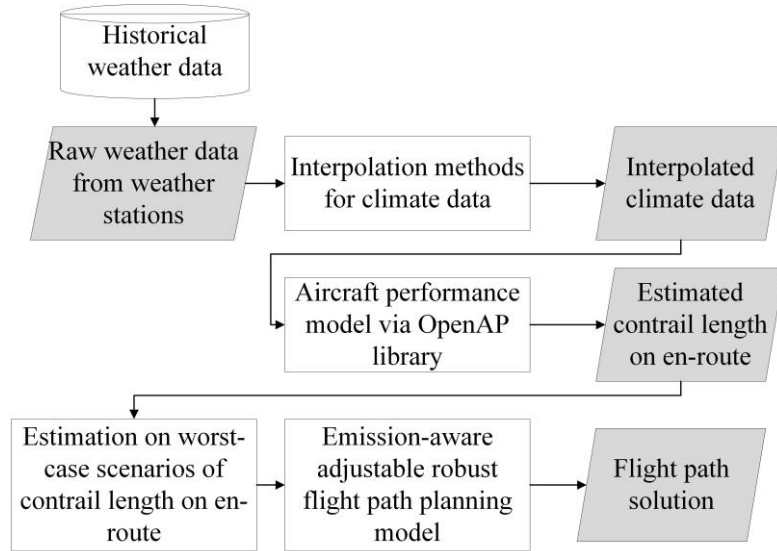 Historical
weather data
Raw weather data
from weather
stations
Interpolation methods
for climate data
Interpolated
climate data
Aircraft performance
model via OpenAP
library
Estimated
contrail length
on en-route
Estimation on worst-
case scenarios of
contrail length on en-
route
Emission-aware
adjustable robust
flight path planning
model
Flight path
solution